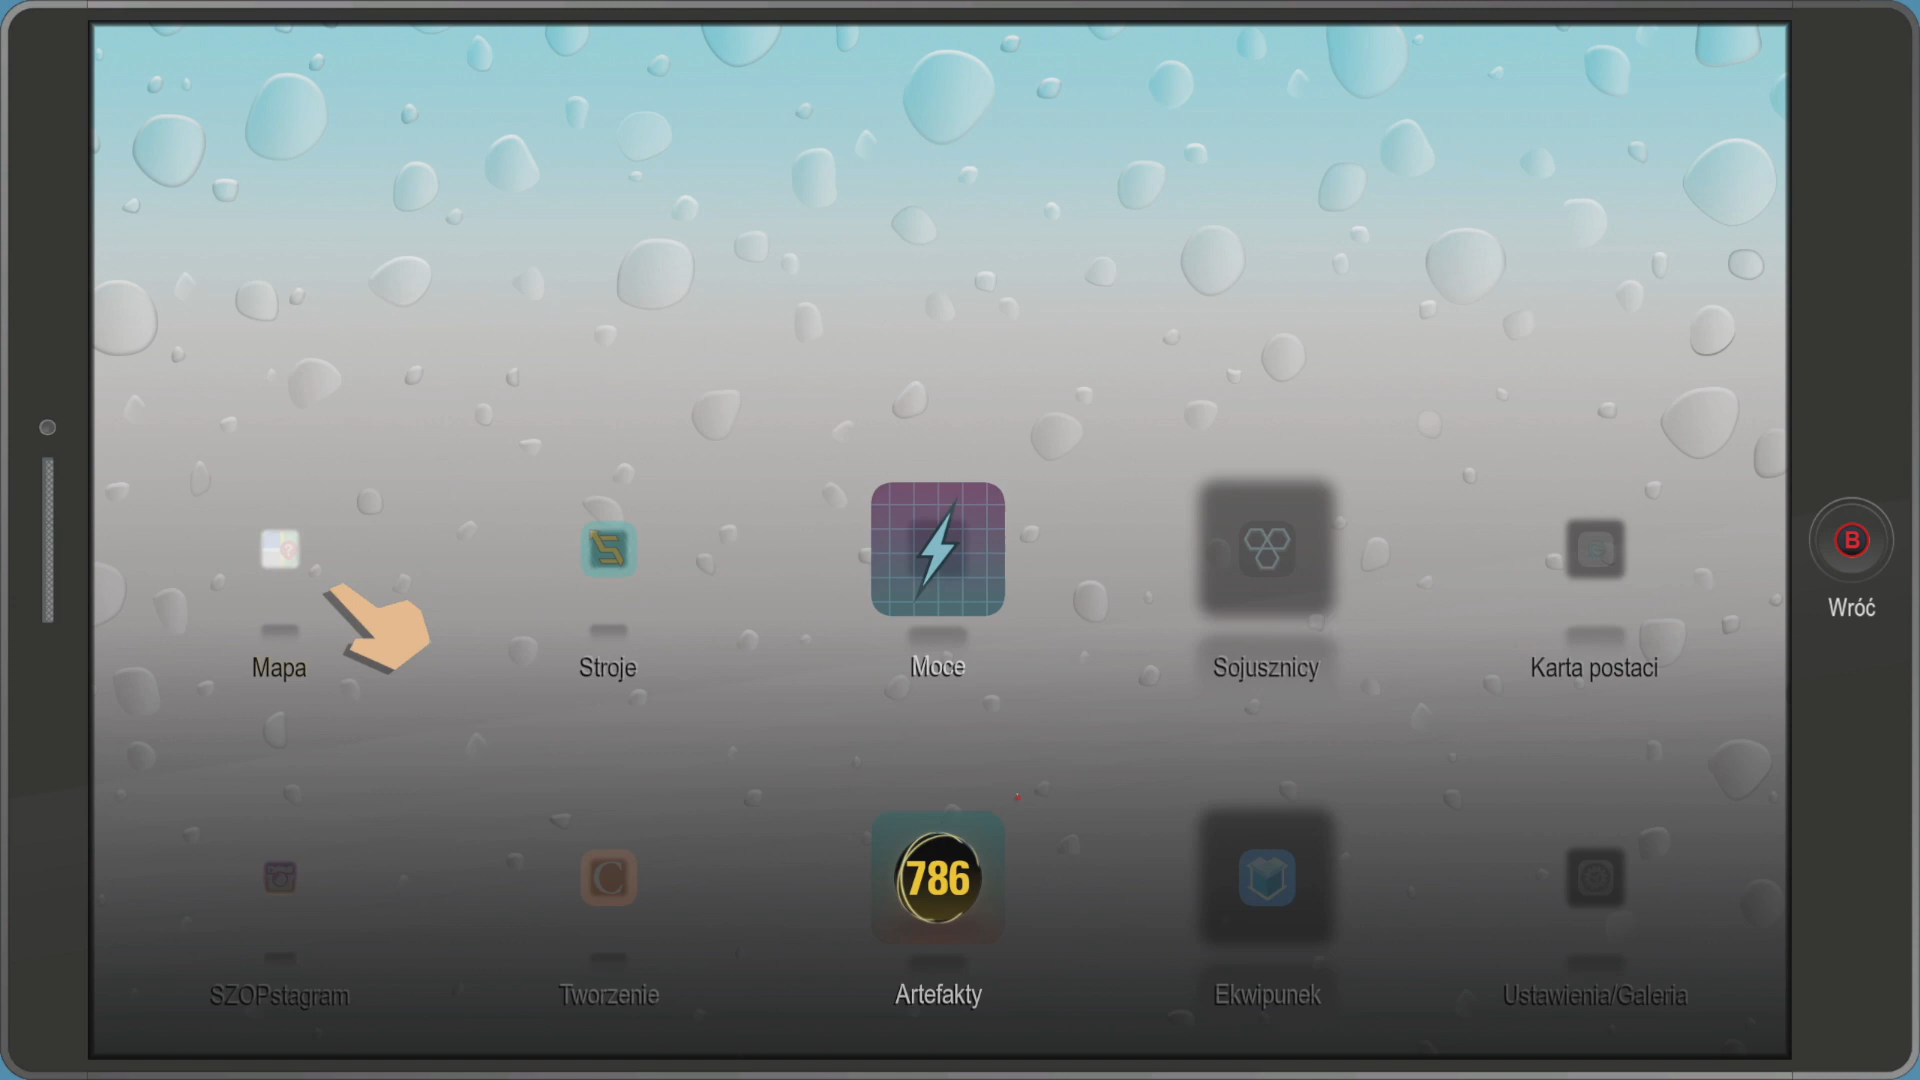 ?
B
Wróć
Mapa
Stroje
Moce
Sojusznicy
Karta postaci
C
786
SZOPstagram
Tworzenie
Artefakty
Ekwipunek
Ustawienia/Galeria